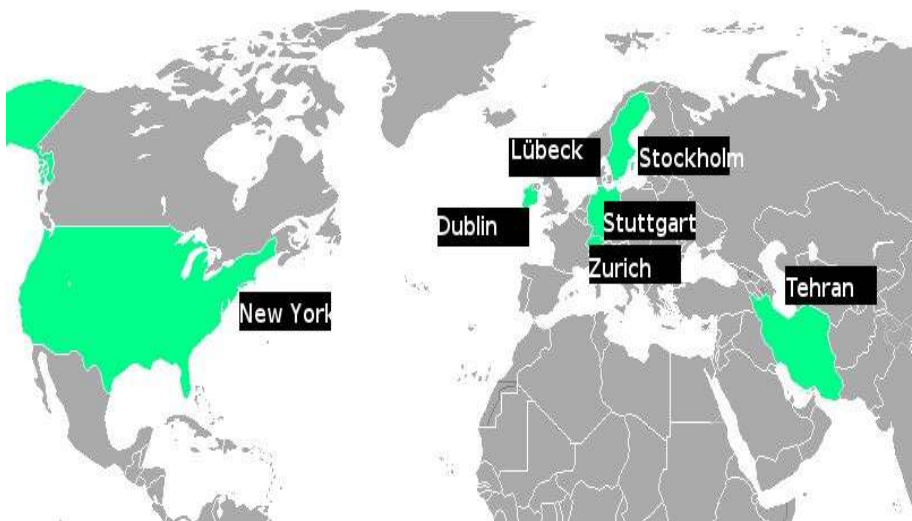 Lübeck
Stockholm
Dublin
Stuttgart
Zurich
Tehran
New York